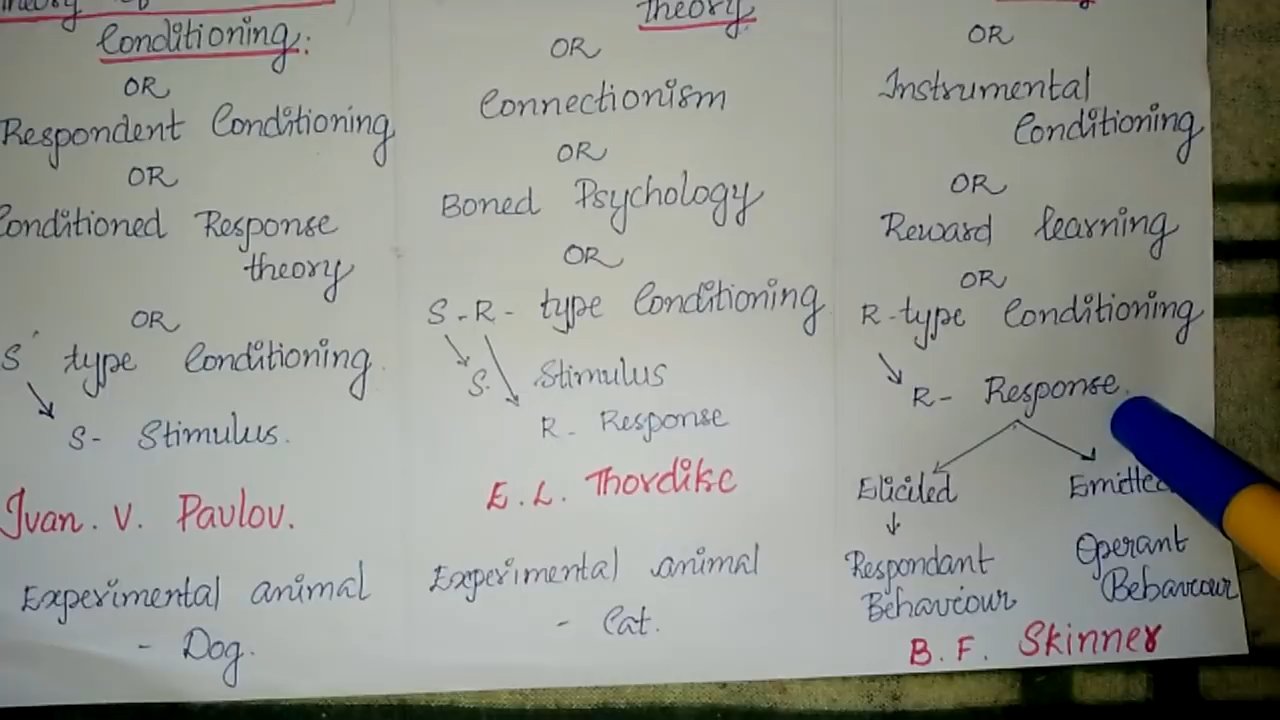 Conditioning:
OR
Respondent Conditioning
OR
Conditioned Response
theory
OR
S type Conditioning
S- Stimulus.
Ivan. V. Pavlov.
Experimental animal
- Dog.
Theory.
OR
Connectionism
OR
Boned Psychology
OR
S-R- type Conditioning
S. Stimulus
R- Response
E. L. Thordike
Experimental animal
- Cat.
OR
Instrumental
Conditioning
OR
Reward learning
OR
R-type Conditioning
R- Response.
Elicited
Respondant
Behaviour
Operant
Bebaviour
B. F. Skinner